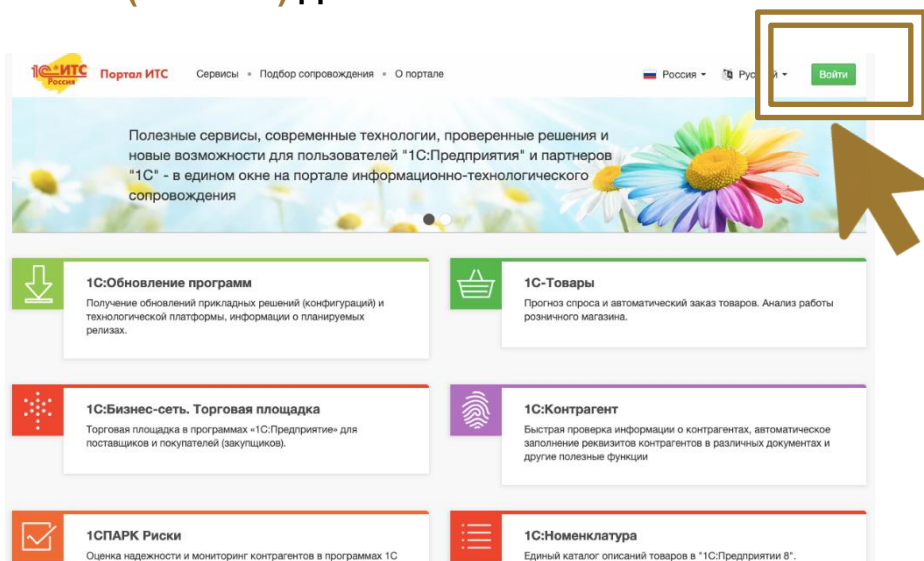 1С ИТС
Россия
Портал ИТС Сервисы Подбор сопровождения О портале Россия Войти
Полезные сервисы, современные технологии, проверенные решения и
новые возможности для пользователей "1С:Предприятия" и партнеров
"1С" - в едином окне на портале информационно-технологического
сопровождения
1С:Обновление программ
Получение обновлений прикладных решений (конфигураций) и
технологической платформы, информации о планируемых
релизах.
1С-Товары
Прогноз спроса и автоматический заказ товаров. Анализ работы
розничного магазина.
1С:Бизнес-сеть. Торговая площадка
Торговая площадка в программах «1С:Предприятие» для
поставщиков и покупателей (закупщиков).
1С:Контрагент
Быстрая проверка информации о контрагентах, автоматическое
заполнение реквизитов контрагентов в различных документах и
другие полезные функции
1СПАРК Риски
Оценка надежности и мониторинг контрагентов в программах 1С
1С:Номенклатура
Единый каталог описаний товаров в "1С:Предприятии 8".